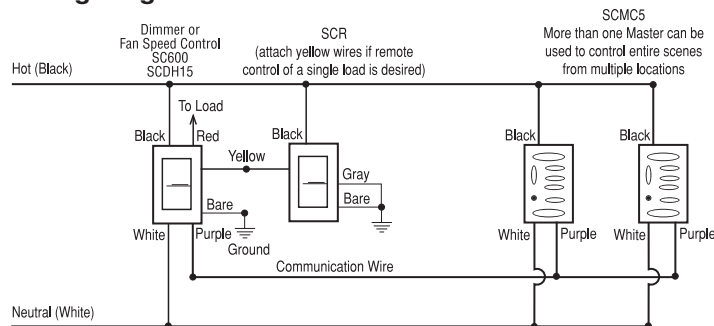 Dimmer or
Fan Speed Control
SC600
SCDH15
SCR
(attach yellow wires if remote
control of a single load is desired)
SCMC5
More than one Master can be
used to control entire scenes
from multiple locations
Hot (Black)
To Load
Black
Red
Yellow
Black
Gray
Bare
Bare
Ground
White
Purple
Black
White
Purple
Black
White
Purple
Communication Wire
Neutral (White)